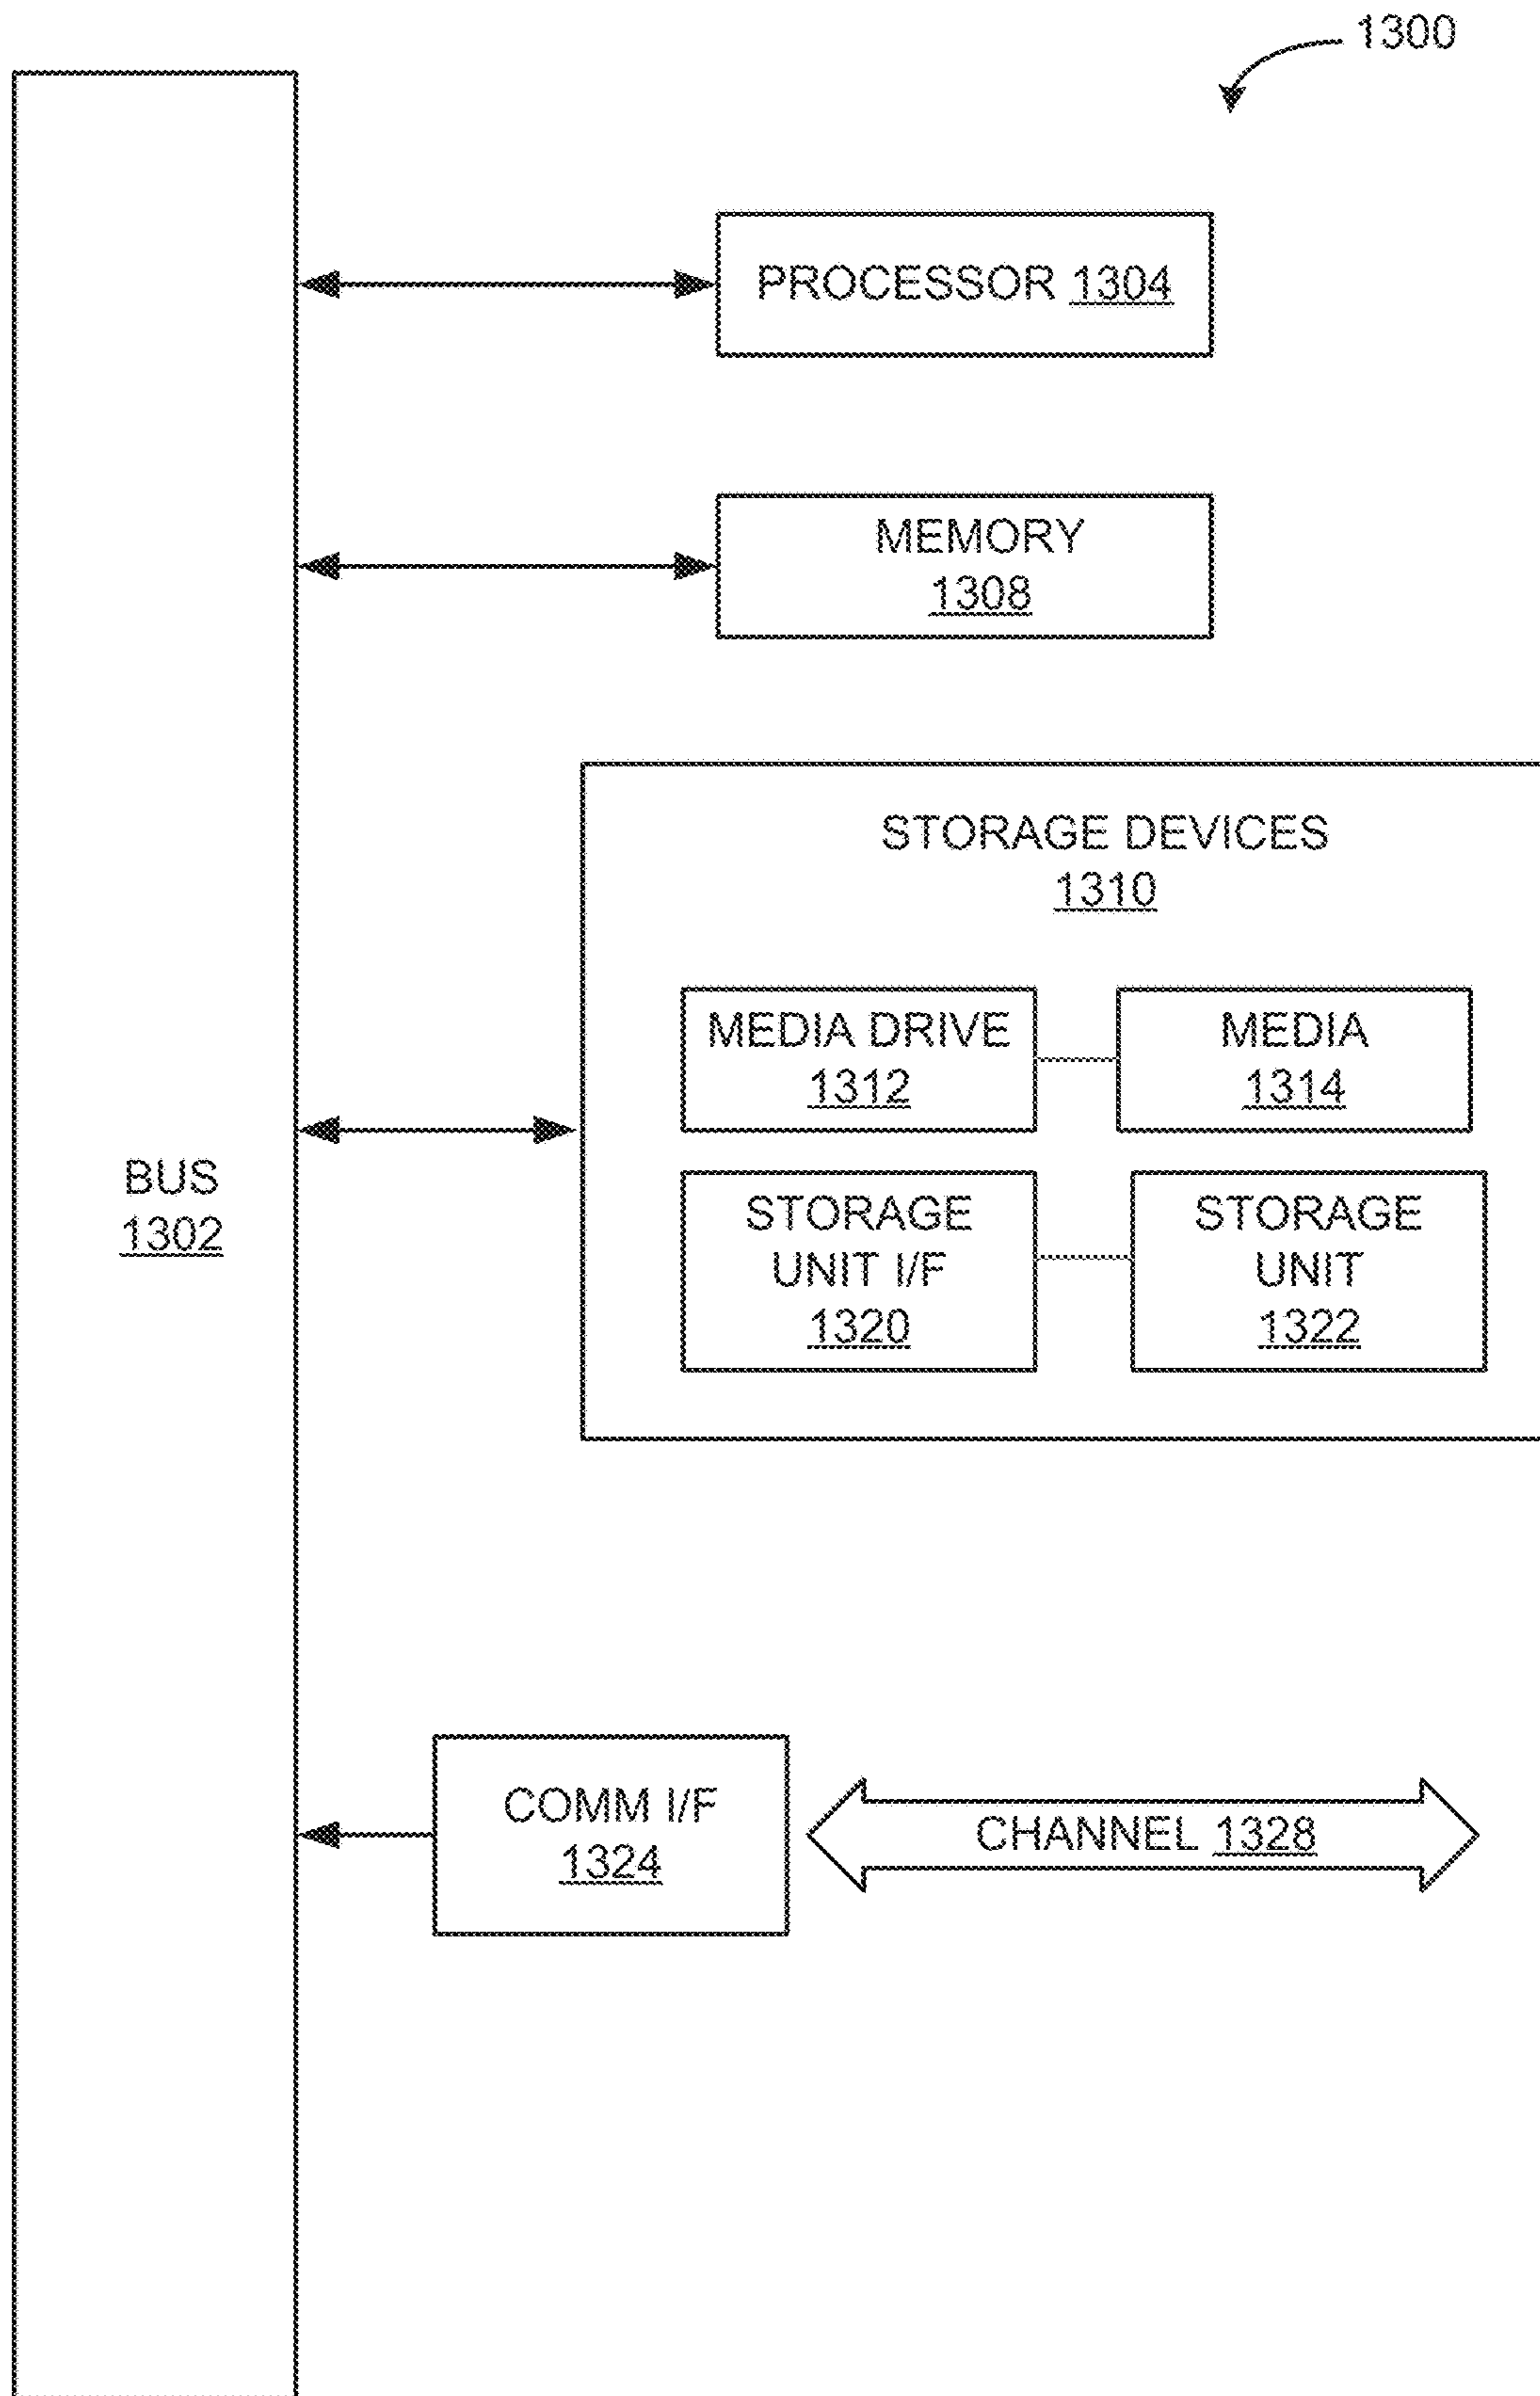 1300
PROCESSOR 1304
MEMORY
1308
STORAGE DEVICES
1310
MEDIA DRIVE
1312
MEDIA
1314
BUS
1302
STORAGE
UNIT I/F
1320
STORAGE
UNIT
1322
COMM I/F
1324
CHANNEL 1328